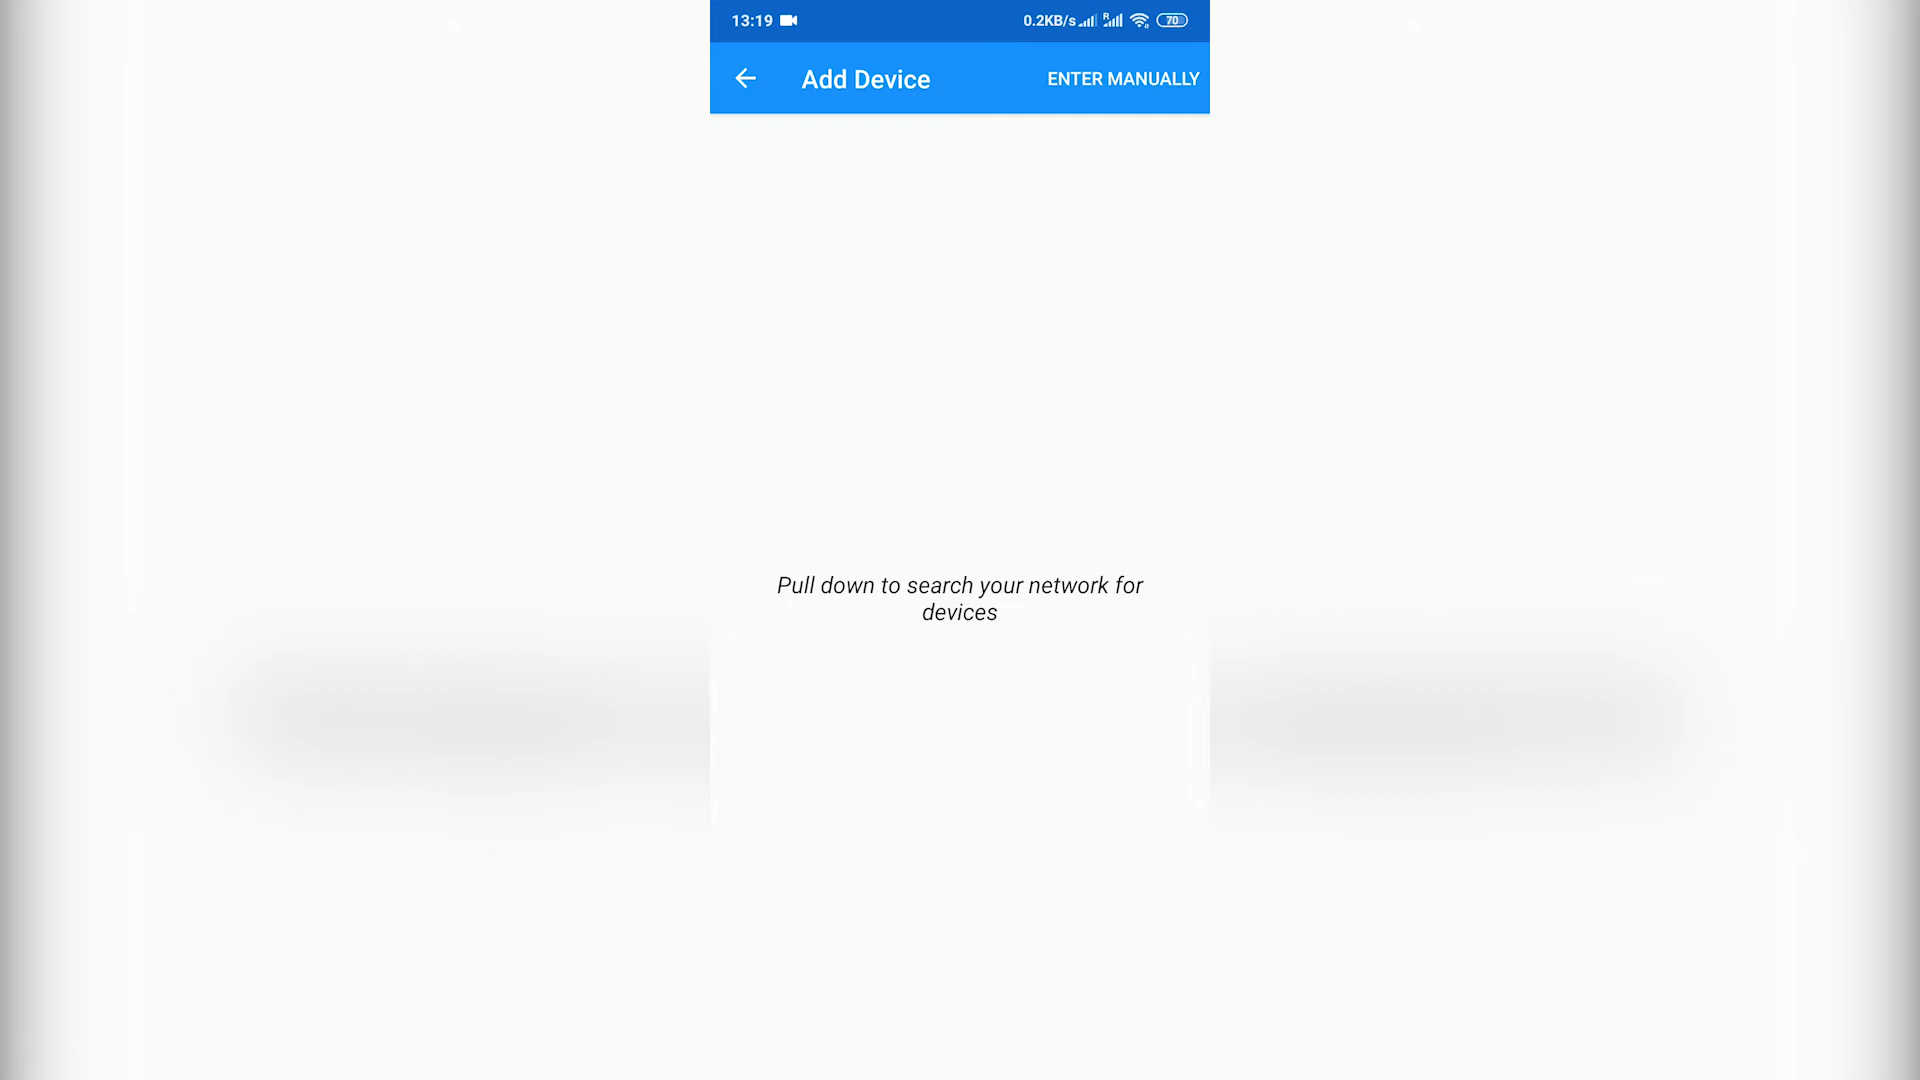 13:19 0.2KB/s R 70
Add Device ENTER MANUALLY
Pull down to search your network for
devices